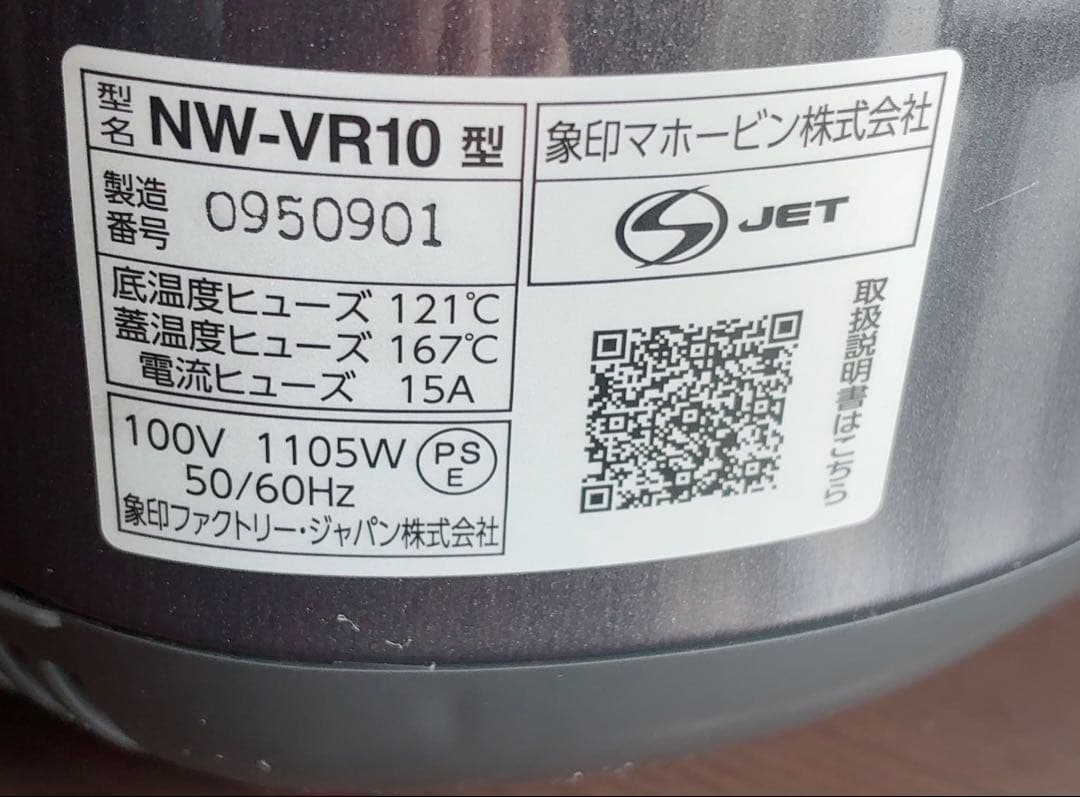 型名 NW-VR10 型
製造番号 0950901
底温度ヒューズ 121℃
蓋温度ヒューズ 167℃
電流ヒューズ 15A
100V 1105W
50/60Hz
PS
E
象印ファクトリー・ジャパン株式会社
象印マホービン株式会社
S JET
取扱説明書はこちら